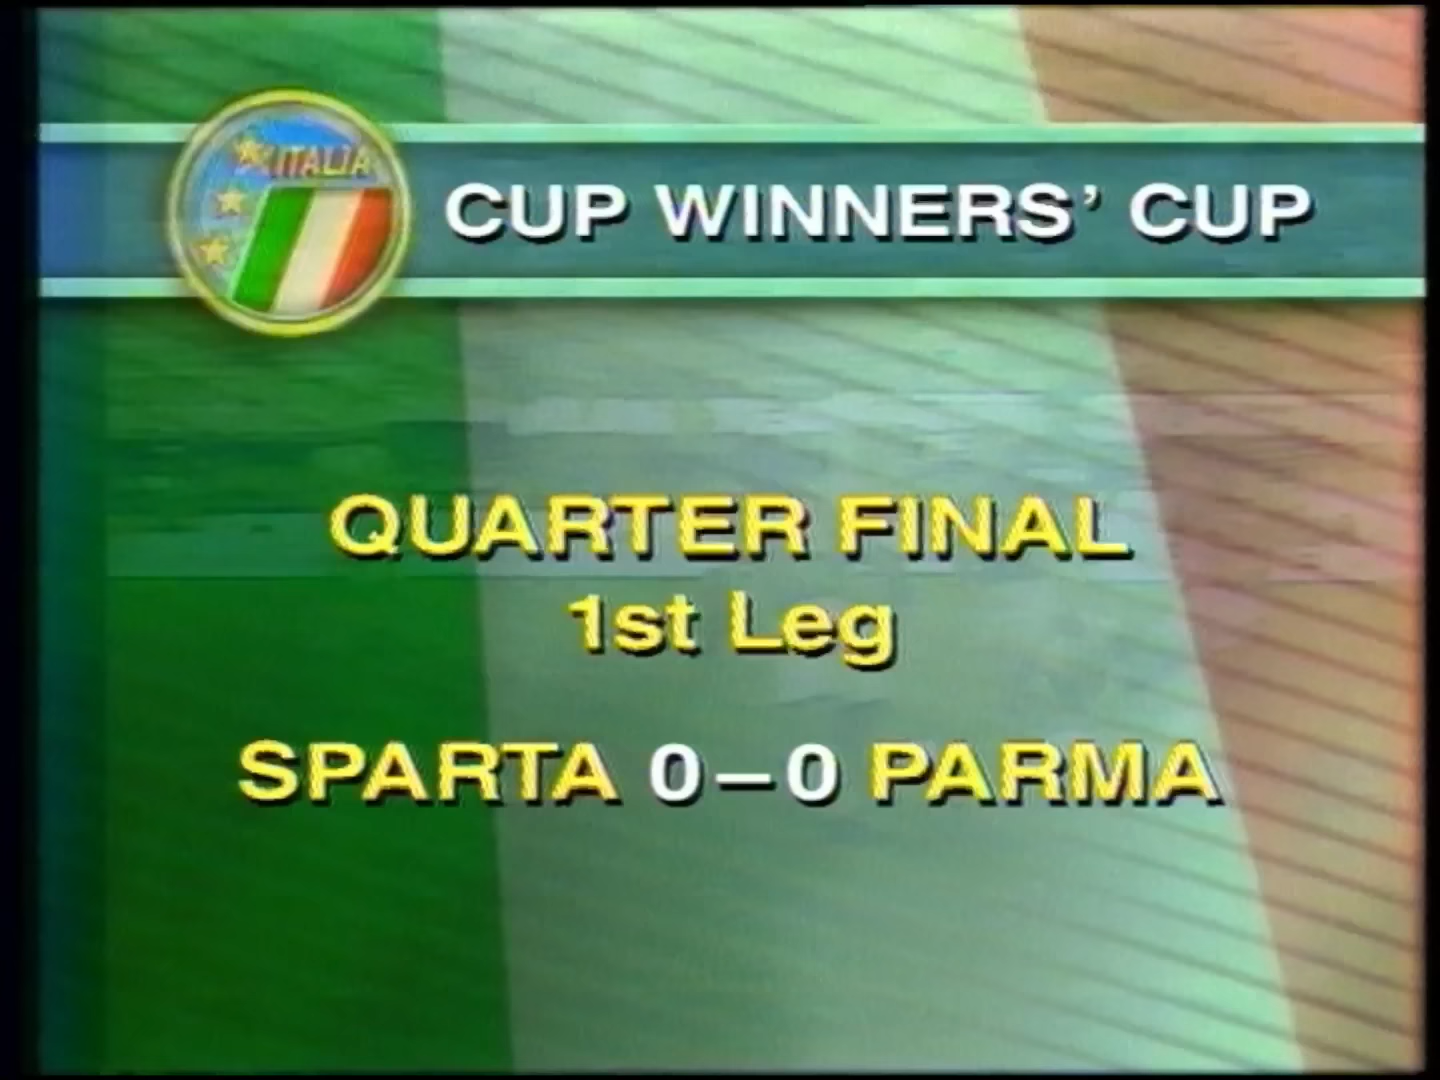 ITALIA
CUP WINNERS' CUP
QUARTER FINAL
1st Leg
SPARTA 0–0 PARMA